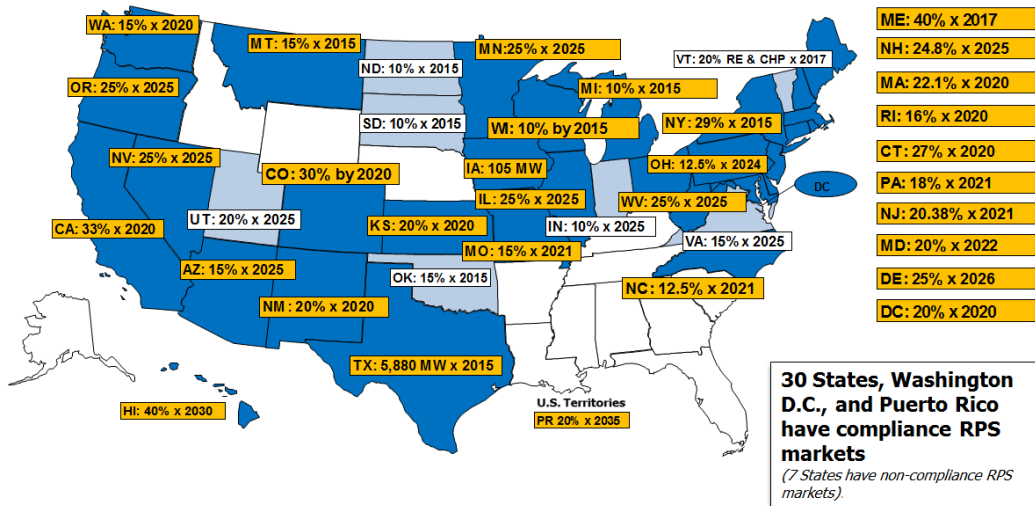 WA: 15% x 2020
MT: 15% x 2015
MN:25% x 2025
ME: 40% x 2017
NH: 24.8% x 2025
ND: 10% x 2015
VT: 20% RE & CHP x 2017
OR: 25% x 2025
MI: 10% x 2015
MA: 22.1% x 2020
SD: 10% x 2015
WI: 10% by 2015
NY: 29% x 2015
RI: 16% x 2020
NV: 25% x 2025
CO: 30% by 2020
IA: 105 MW
OH: 12.5% x 2024
CT: 27% x 2020
DC
IL: 25% x 2025
WV: 25% x 2025
PA: 18% x 2021
UT: 20% x 2025
KS: 20% x 2020
IN: 10% x 2025
NJ: 20.38% x 2021
CA: 33% x 2020
MO: 15% x 2021
VA: 15% x 2025
MD: 20% x 2022
AZ: 15% x 2025
OK: 15% x 2015
NC: 12.5% x 2021
DE: 25% x 2026
NM: 20% x 2020
DC: 20% x 2020
TX: 5,880 MW x 2015
HI: 40% x 2030
U.S. Territories
PR 20% x 2035
30 States, Washington
D.C., and Puerto Rico
have compliance RPS
markets
(7 States have non-compliance RPS
markets).